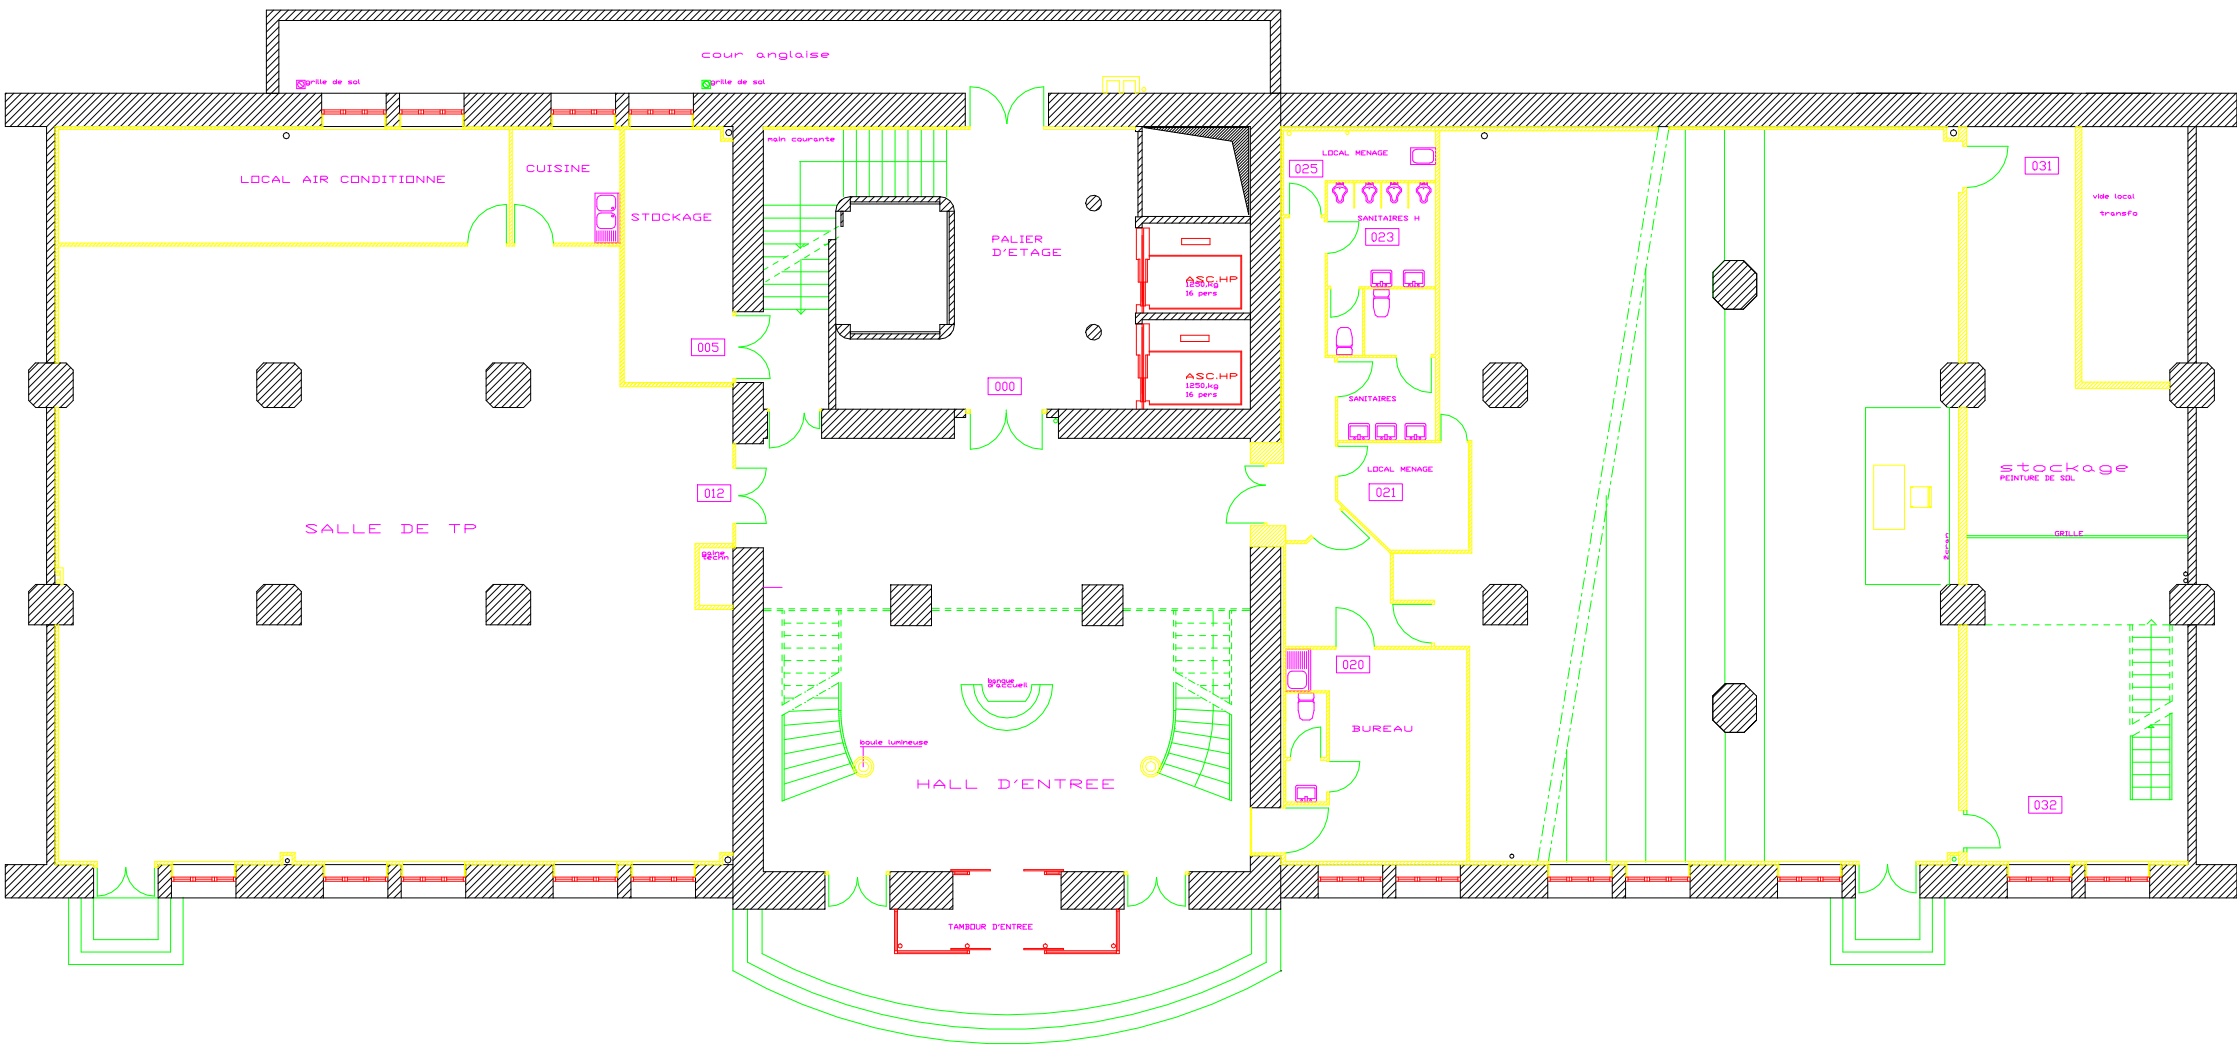 cour anglaise
grille de sol
grille de sol
main courante
LOCAL MENAGE
025
031
CUISINE
LOCAL AIR CONDITIONNE
vide local
transfo
STOCKAGE
SANITAIRES H
023
PALIER
D'ETAGE
ASC.HP
1250.kg
16 pers
005
000
ASC.HP
1250.kg
16 pers
SANITAIRES
LOCAL MENAGE
stockage
PEINTURE DE SOL
012
021
SALLE DE TP
GRILLE
gaine
techn
020
banque
d'accueil
BUREAU
boule lumineuse
HALL D'ENTREE
032
TAMBOUR D'ENTREE